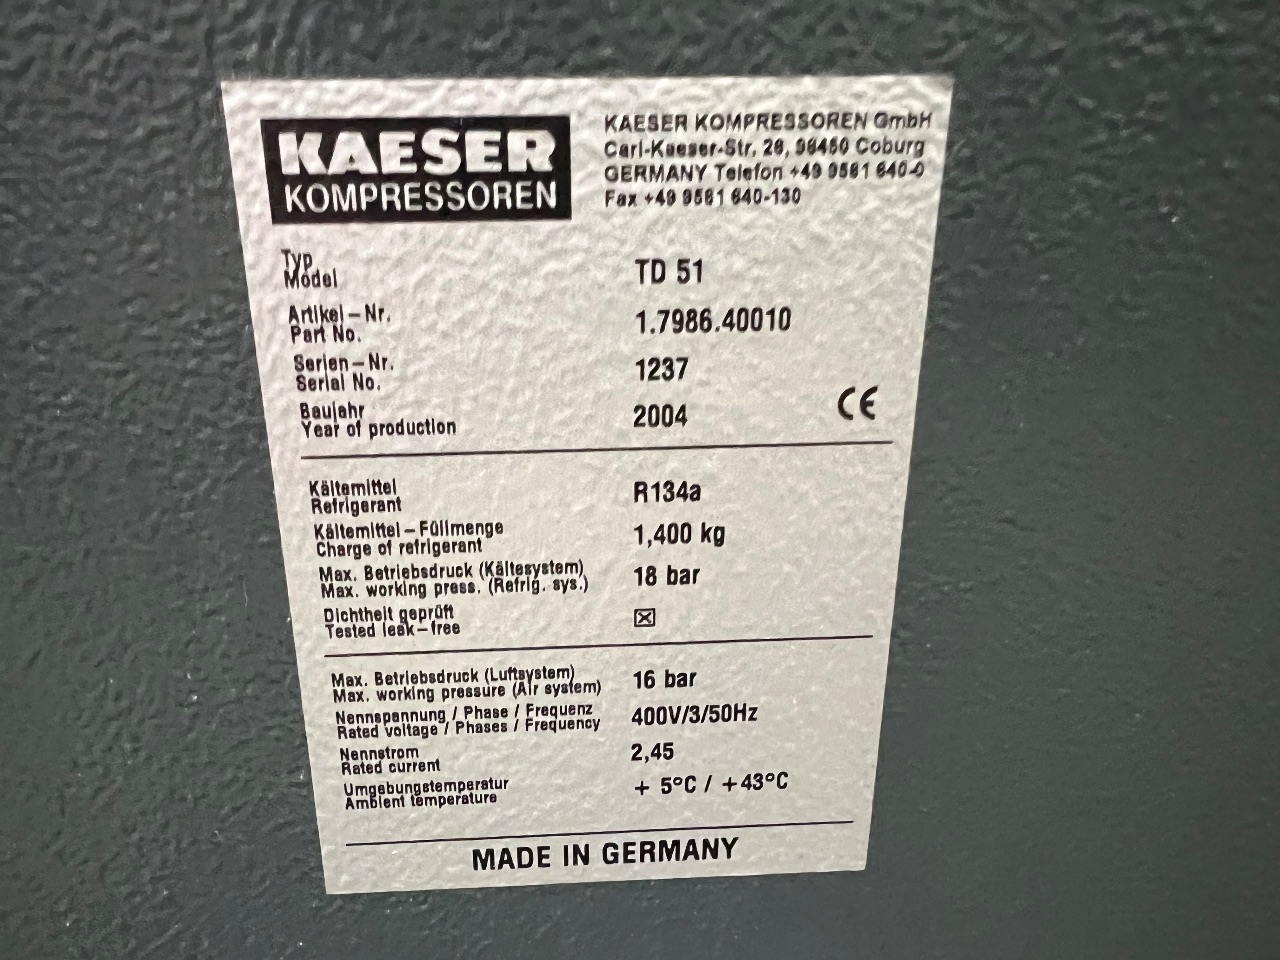 KAESER
KOMPRESSOREN
KAESER KOMPRESSOREN GmbH
Carl-Kaeser-Str. 26, 96450 Coburg
GERMANY Telefon +49 9561 640-0
Fax +49 9561 640-130
Typ
Model
TD 51
Artikel-Nr.
Part No.
1.7986.40010
Serien-Nr.
Serial No.
1237
Baujahr
Year of production
2004
CE
Kältemittel
Refrigerant
R134a
Kältemittel-Füllmenge
Charge of refrigerant
1,400 kg
Max. Betriebsdruck (Kältesystem)
Max. working press. (Refrig. sys.)
18 bar
Dichtheit geprüft
Tested leak-free
☒
Max. Betriebsdruck (Luftsystem)
Max. working pressure (Air system)
16 bar
Nennspannung / Phase / Frequenz
Rated voltage / Phases / Frequency
400V/3/50Hz
Nennstrom
Rated current
2,45
Umgebungstemperatur
Ambient temperature
+ 5°C / +43°C
MADE IN GERMANY